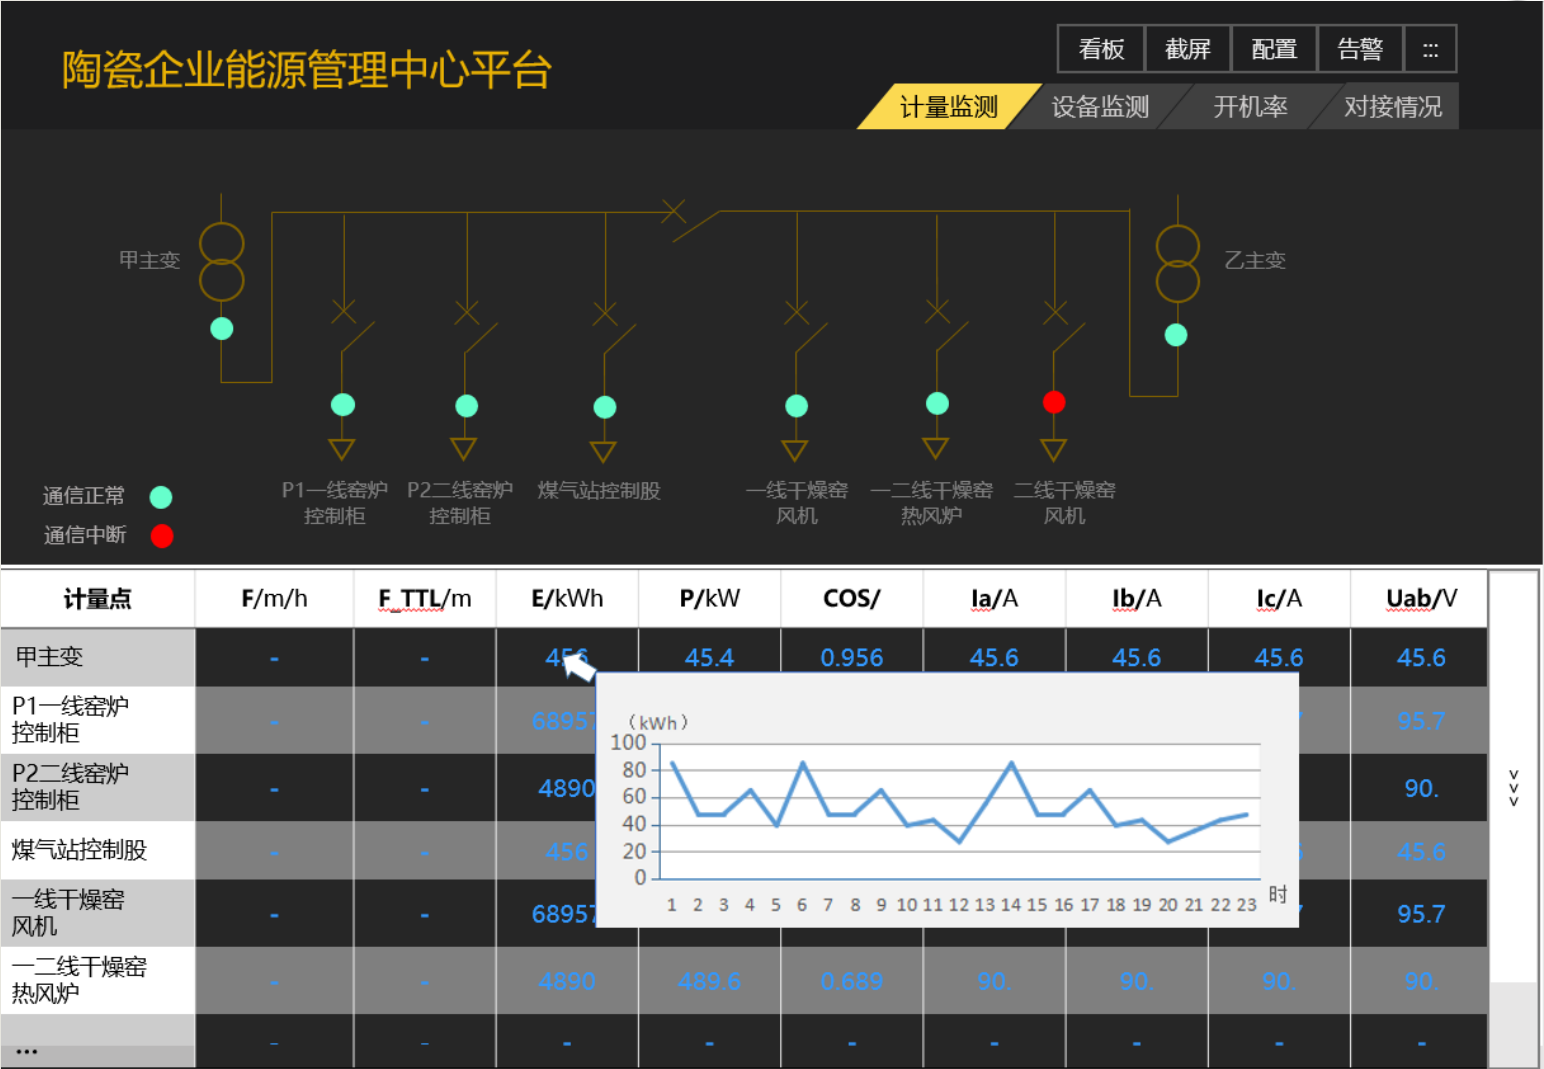 陶瓷企业能源管理中心平台
看板 截屏 配置 告警 :::
计量监测 设备监测 开机率 对接情况
甲主变
乙主变
通信正常
通信中断
P1一线窑炉
控制柜
P2二线窑炉
控制柜
煤气站控制股
一线干燥窑
风机
一二线干燥窑
热风炉
二线干燥窑
风机
计量点 F/m/h F_TTL/m E/kWh P/kW COS/ Ia/A Ib/A Ic/A Uab/V
甲主变 - - 456 45.4 0.956 45.6 45.6 45.6 45.6
P1一线窑炉
控制柜 - - 68957 95.7
P2二线窑炉
控制柜 - - 4890 90.
煤气站控制股 - - 456 45.6
一线干燥窑
风机 - - 68957 95.7
一二线干燥窑
热风炉 - - 4890 489.6 0.689 90. 90. 90. 90.
... - - - - - - - - -
（kWh）
100
80
60
40
20
0
1 2 3 4 5 6 7 8 9 10 11 12 13 14 15 16 17 18 19 20 21 22 23 时